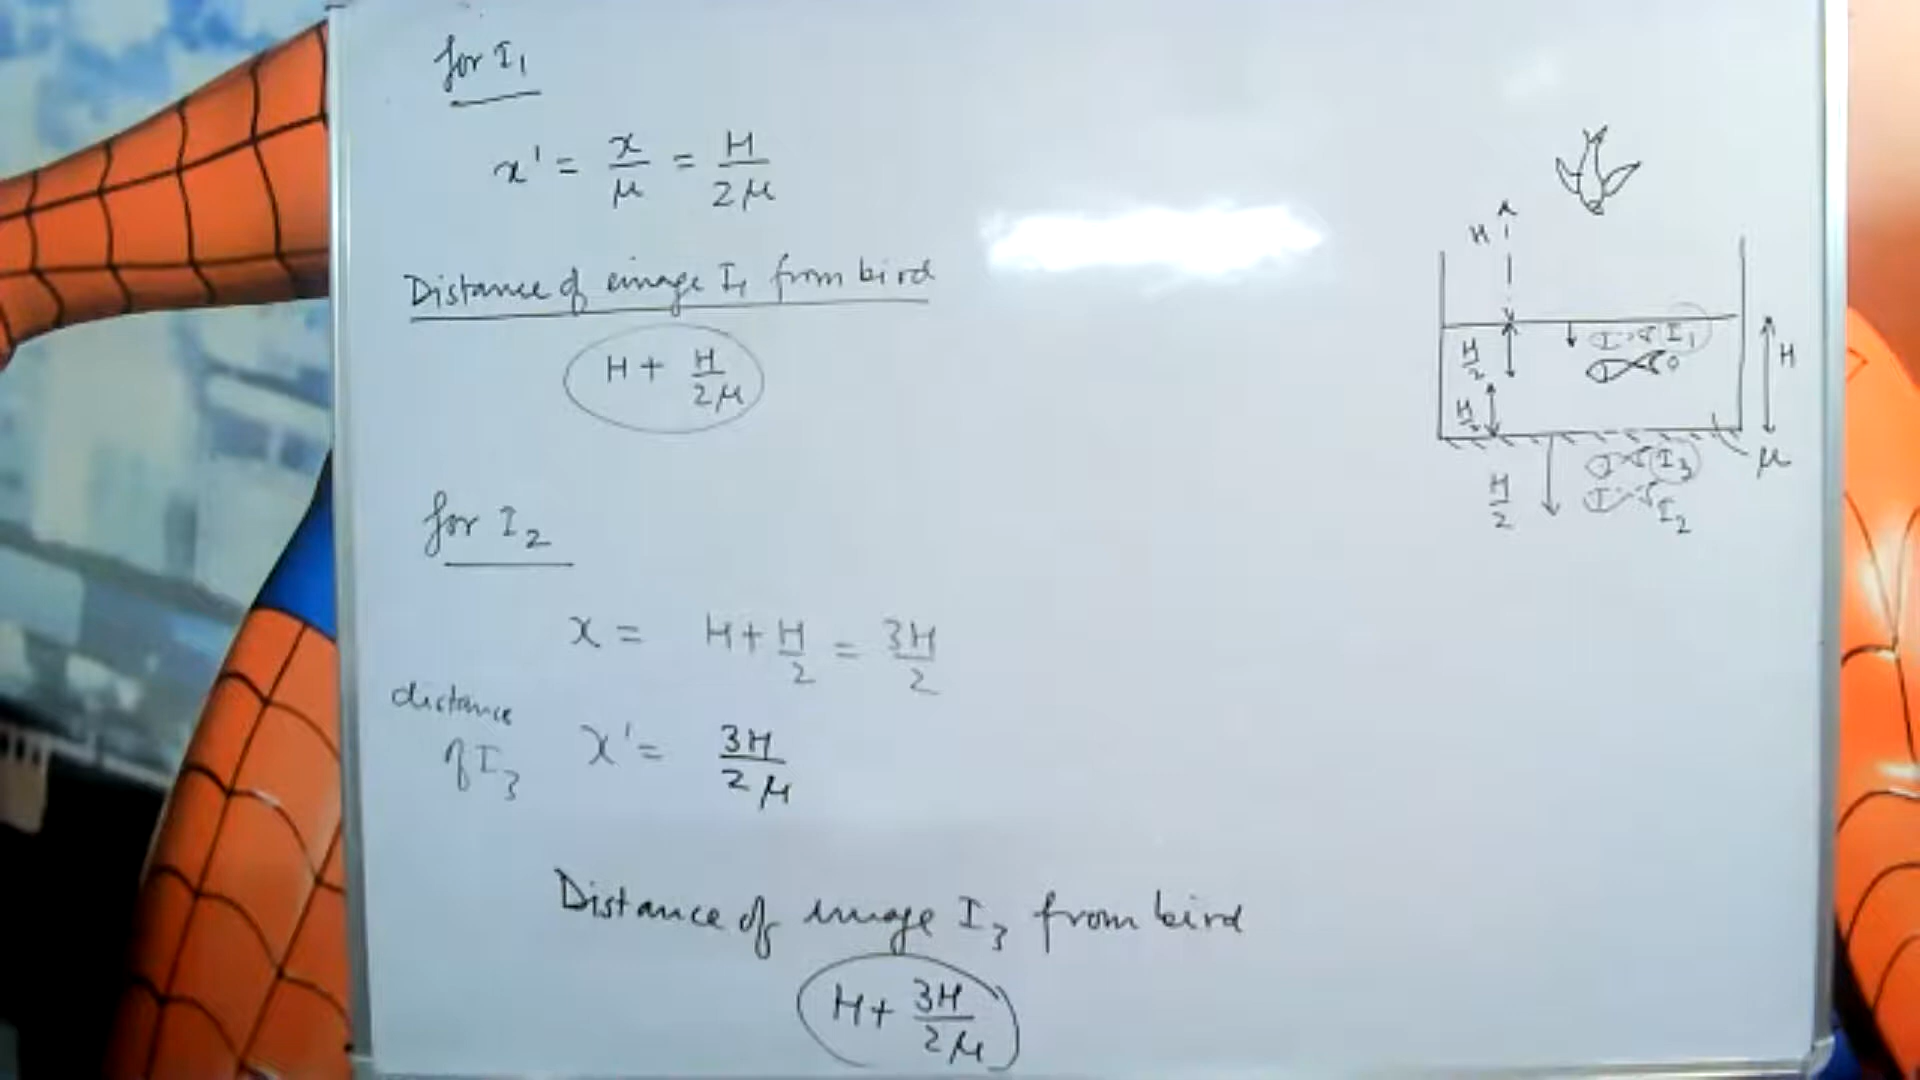 for I₁
x' = x/μ = H/2μ
Distance of eimage I₁ from bird
H + H/2μ
for I₂
x = H + H/2 = 3H/2
distance
of I₃ x' = 3H/2μ
Distance of image I₃ from bird
H + 3H/2μ
H
I₁
H/2
O
H
H/2
I₃
μ
H/2
I₂